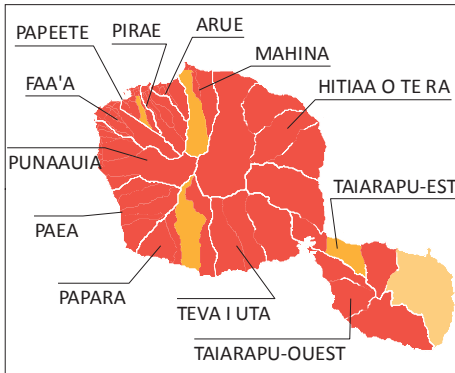 ARUE
PIRAE
PAPEETE
MAHINA
FAA'A
HITIAA O TE RA
PUNAAUIA
TAIARAPU-EST
PAEA
PAPARA
TEVA I UTA
TAIARAPU-OUEST